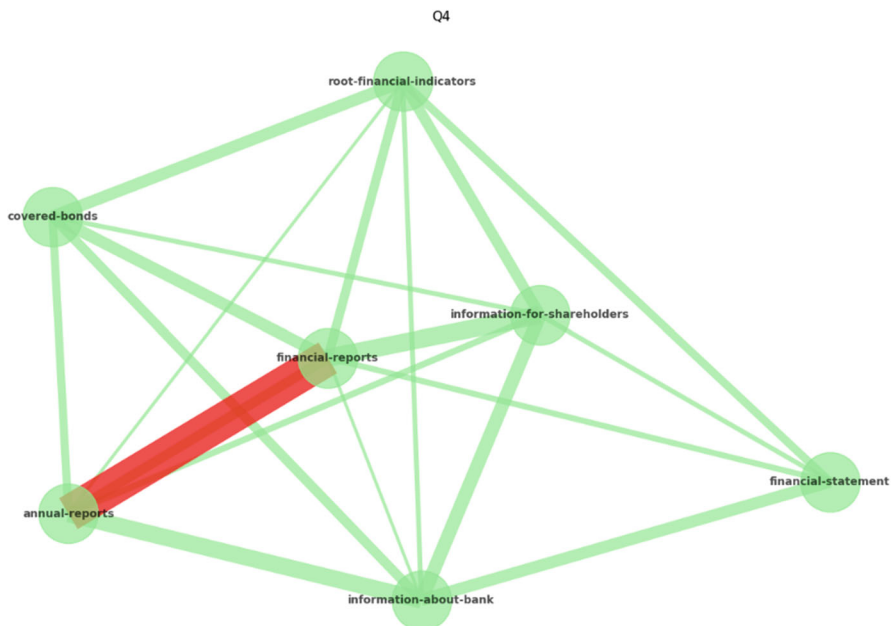 Q4
root-financial-indicators
covered-bonds
information-for-shareholders
financial-reports
financial-statement
annual-reports
information-about-bank